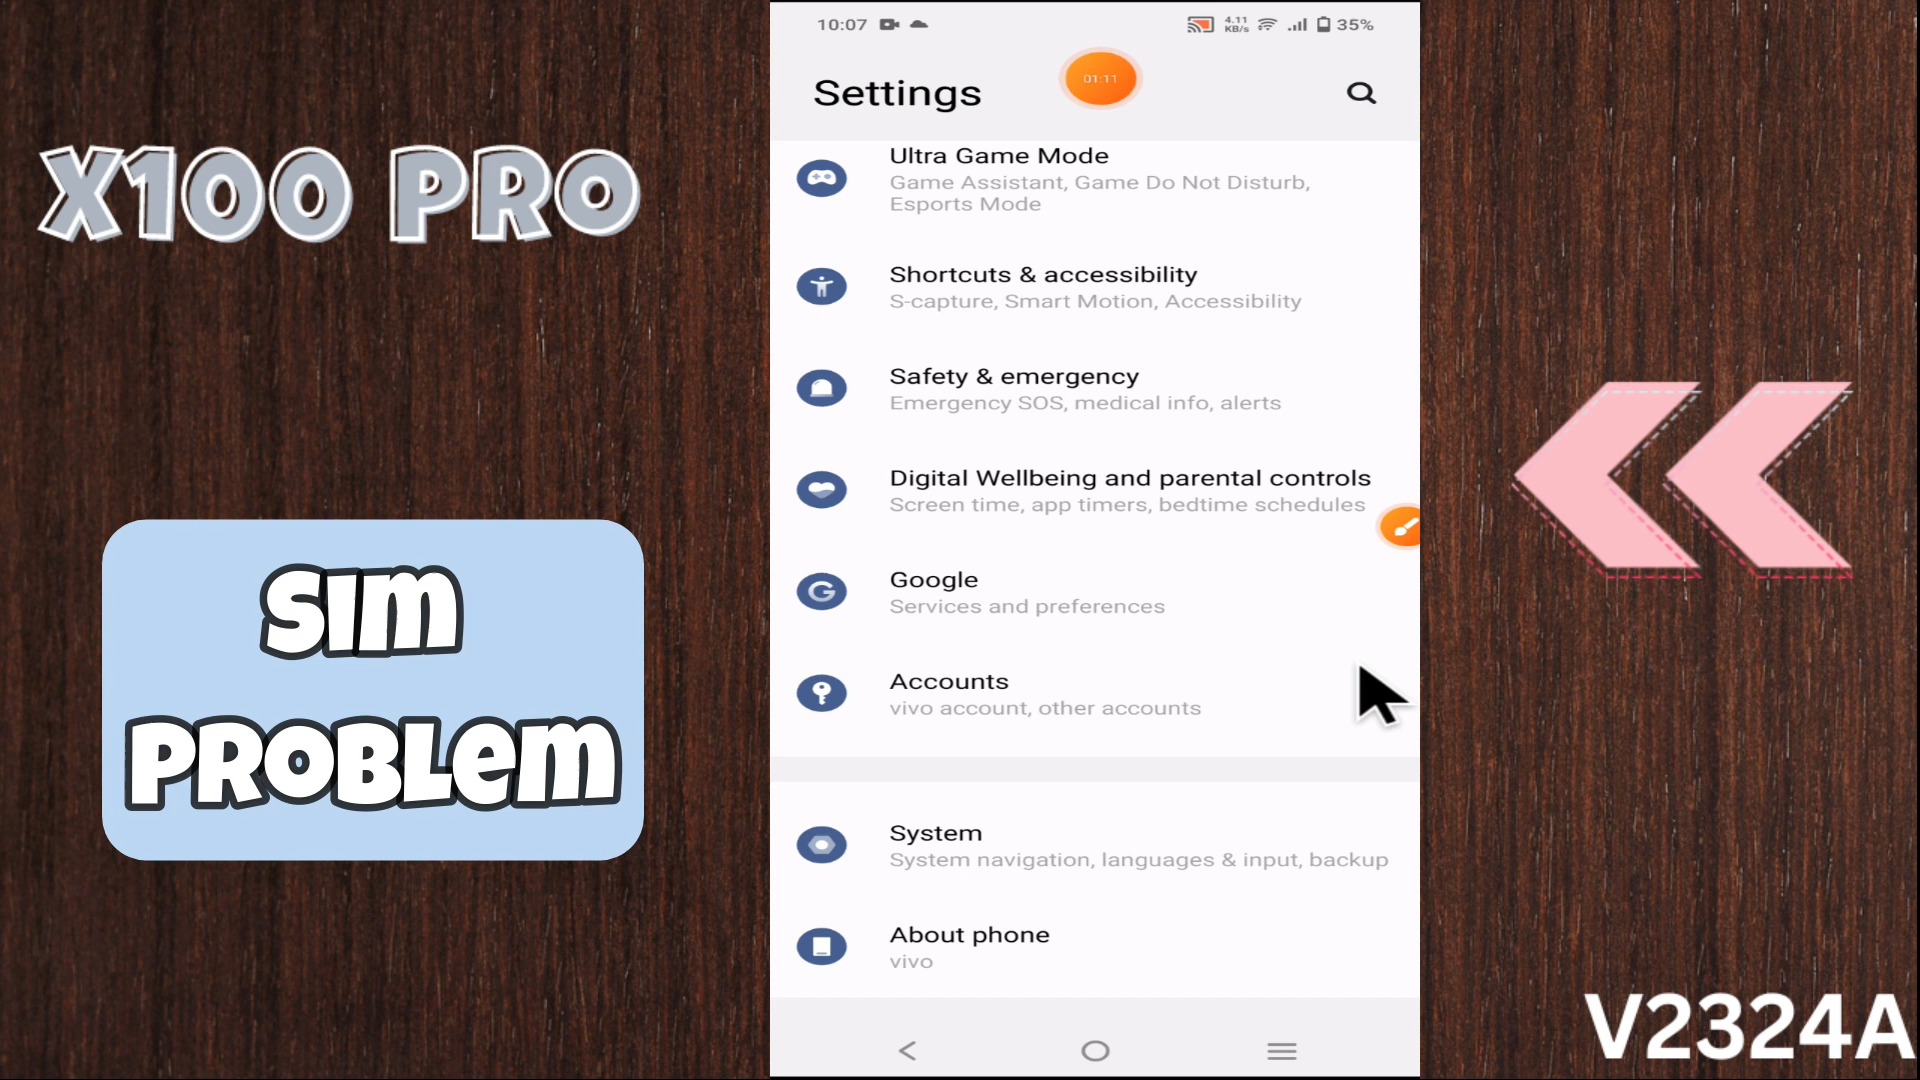 10:07
4.11
KB/s
35%
Settings
01:11
Ultra Game Mode
Game Assistant, Game Do Not Disturb,
Esports Mode
Shortcuts & accessibility
S-capture, Smart Motion, Accessibility
Safety & emergency
Emergency SOS, medical info, alerts
Digital Wellbeing and parental controls
Screen time, app timers, bedtime schedules
Google
Services and preferences
Accounts
vivo account, other accounts
System
System navigation, languages & input, backup
About phone
vivo
X100 PRO
SIM
PROBLEM
V2324A